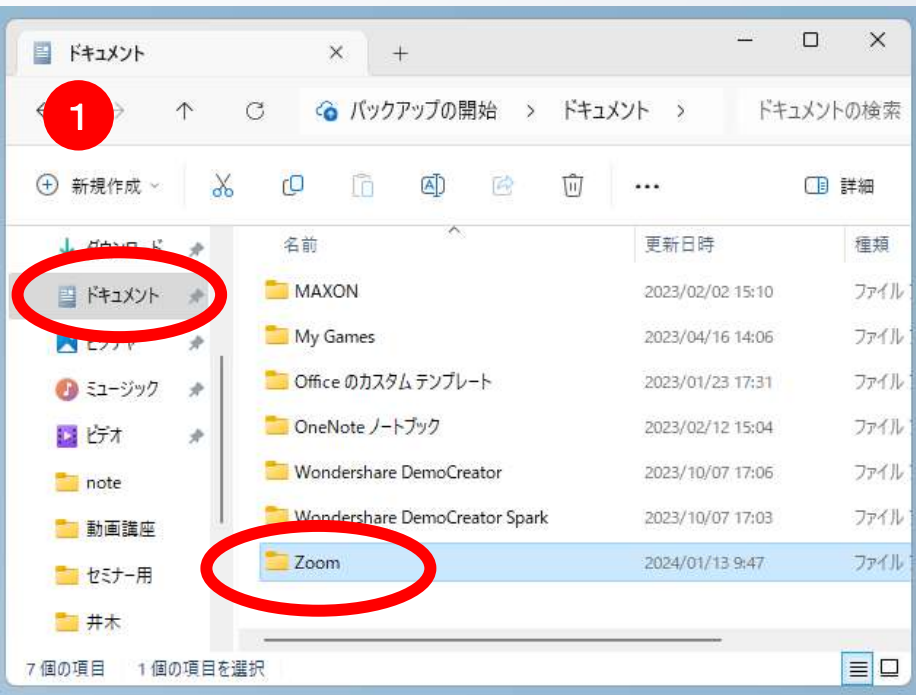 ドキュメント
1
バックアップの開始 > ドキュメント >
ドキュメントの検索
新規作成
詳細
名前 更新日時 種類
ドキュメント
ミュージック
ビデオ
note
動画講座
セミナー用
井木
MAXON 2023/02/02 15:10 ファイル
My Games 2023/04/16 14:06 ファイル
Office のカスタム テンプレート 2023/01/23 17:31 ファイル
OneNote ノートブック 2023/02/12 15:04 ファイル
Wondershare DemoCreator 2023/10/07 17:06 ファイル
Wondershare DemoCreator Spark 2023/10/07 17:03 ファイル
Zoom 2024/01/13 9:47 ファイル
7 個の項目 1 個の項目を選択